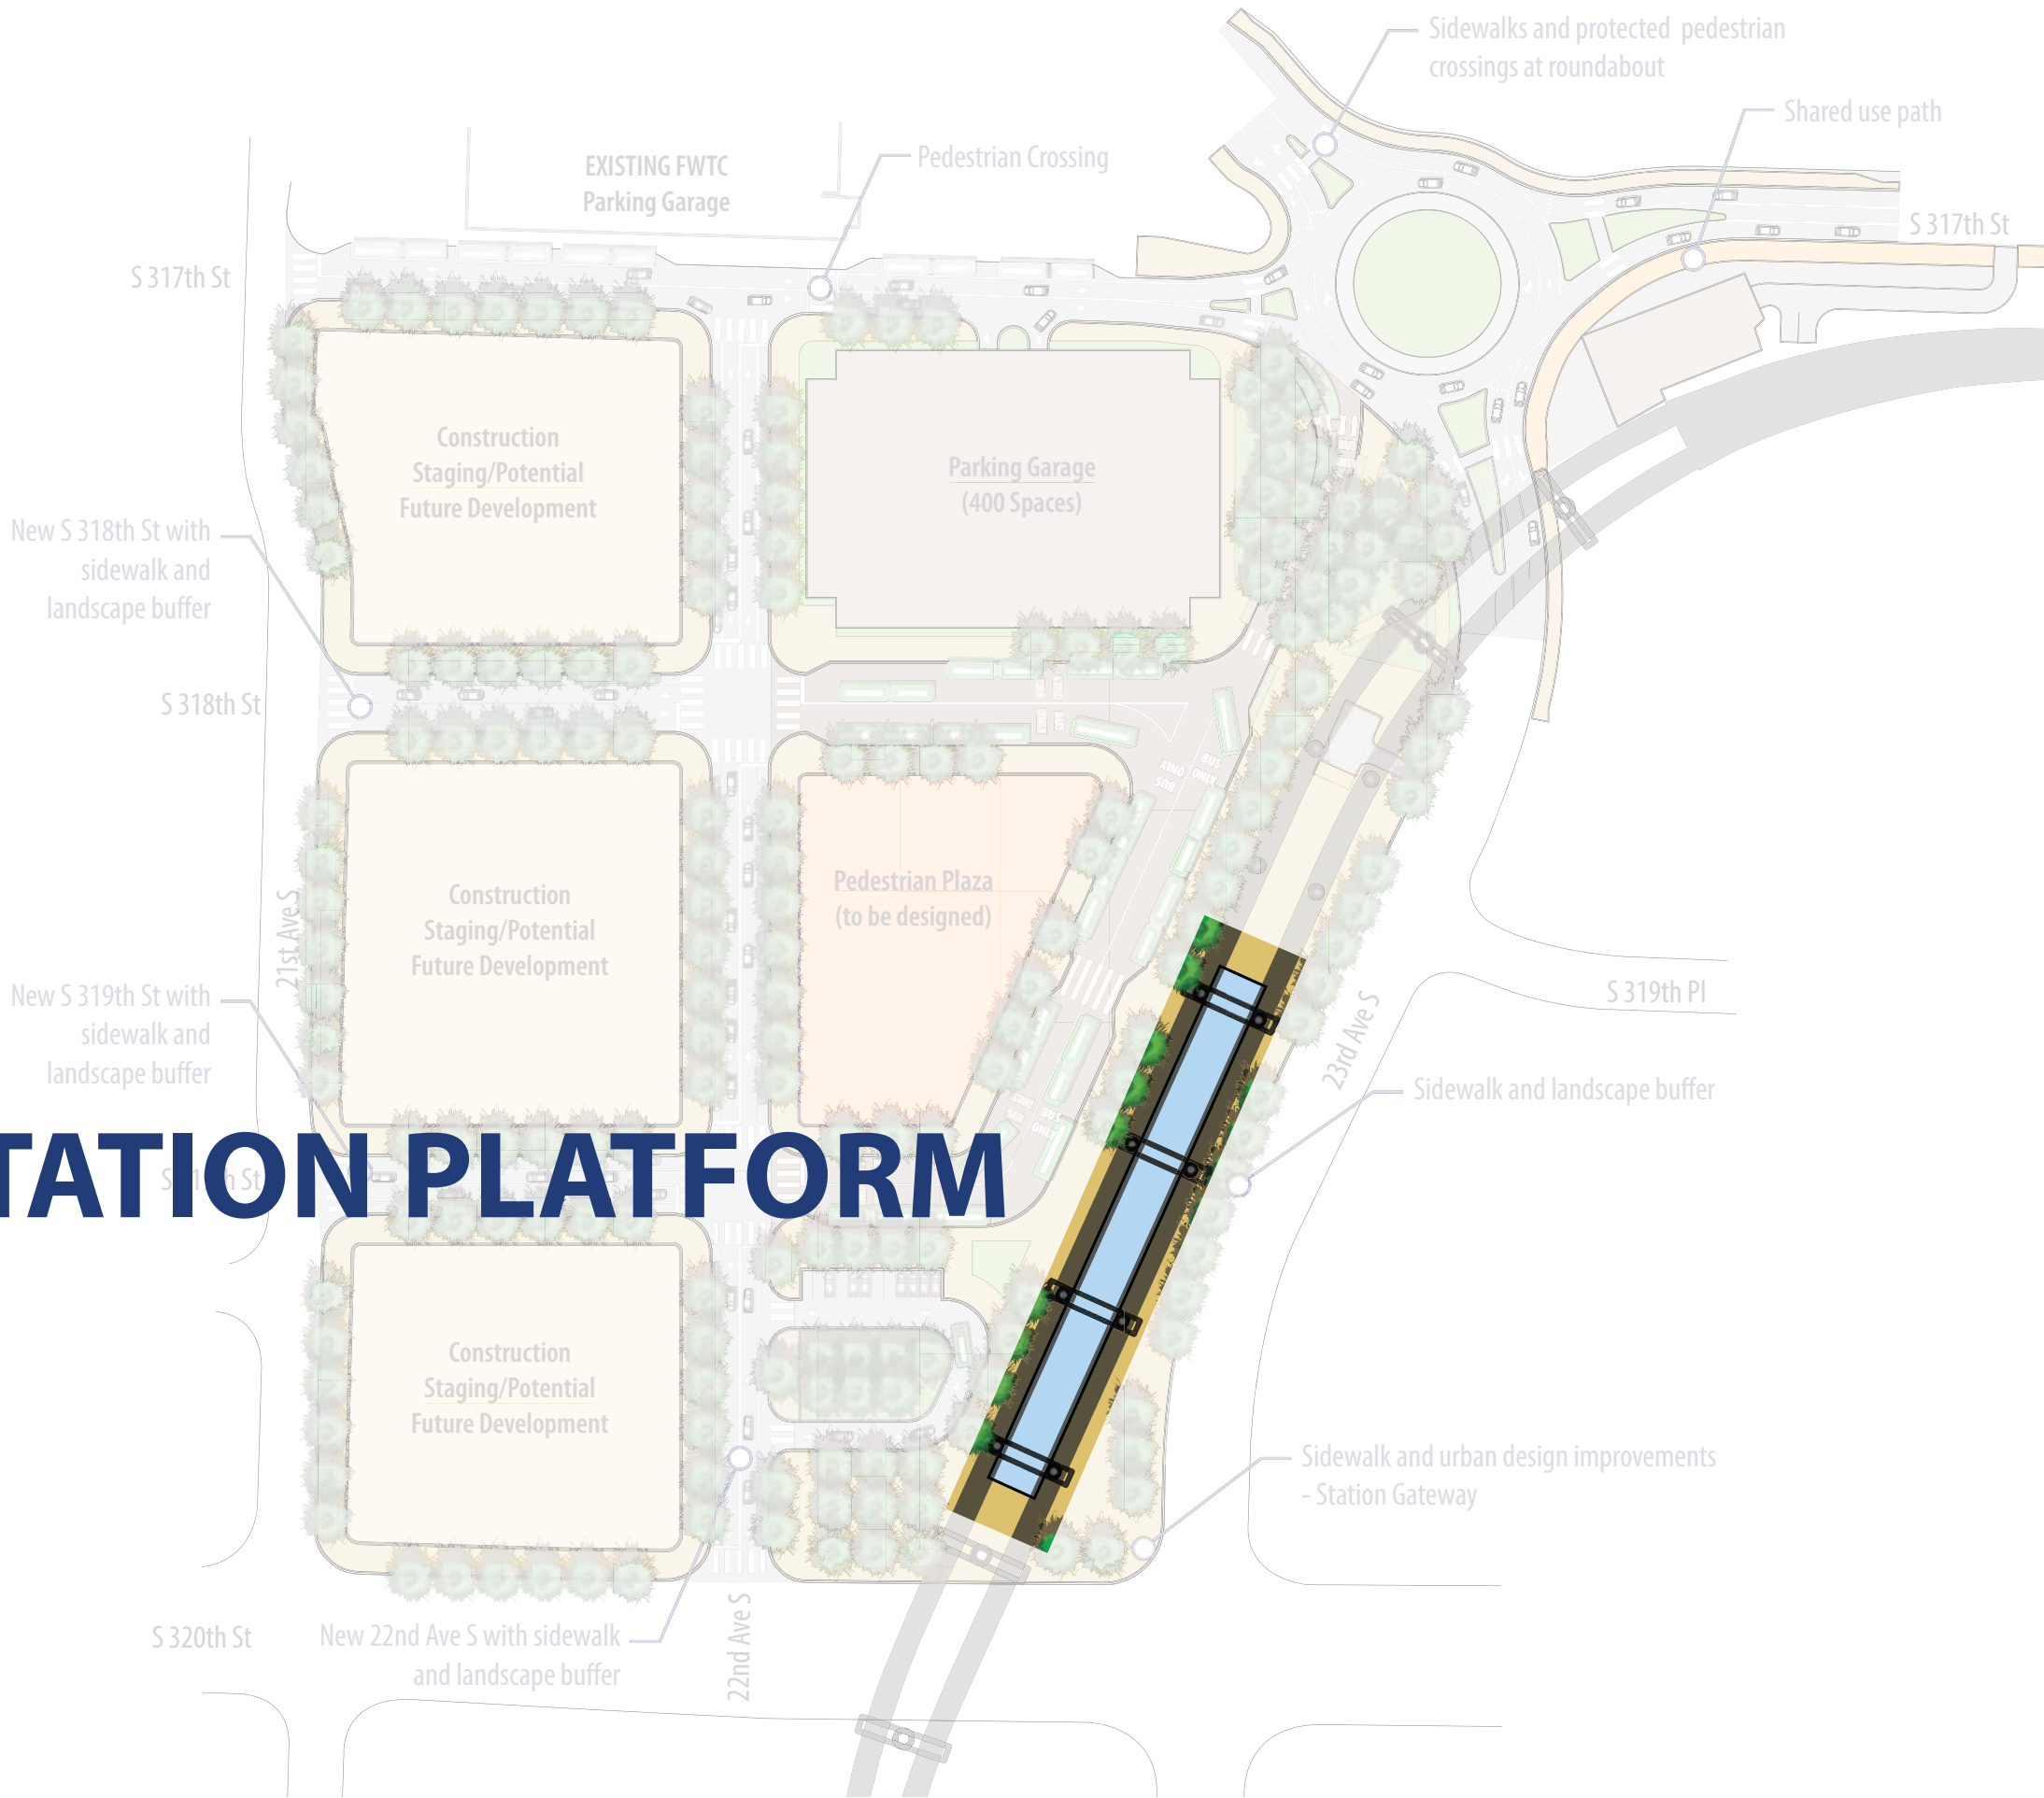 Sidewalks and protected pedestrian
crossings at roundabout
Shared use path
Pedestrian Crossing
EXISTING FWTC
Parking Garage
S 317th St
S 317th St
Construction
Staging/Potential
Future Development
Parking Garage
(400 Spaces)
New S 318th St with
sidewalk and
landscape buffer
S 318th St
BUS
ONLY
BUS
ONLY
Construction
Staging/Potential
Future Development
Pedestrian Plaza
(to be designed)
21st Ave S
New S 319th St with
sidewalk and
landscape buffer
S 319th Pl
23rd Ave S
Sidewalk and landscape buffer
BUS
ONLY
BUS
ONLY
TATION PLATFORM
Construction
Staging/Potential
Future Development
Sidewalk and urban design improvements
- Station Gateway
S 320th St
New 22nd Ave S with sidewalk
and landscape buffer
22nd Ave S